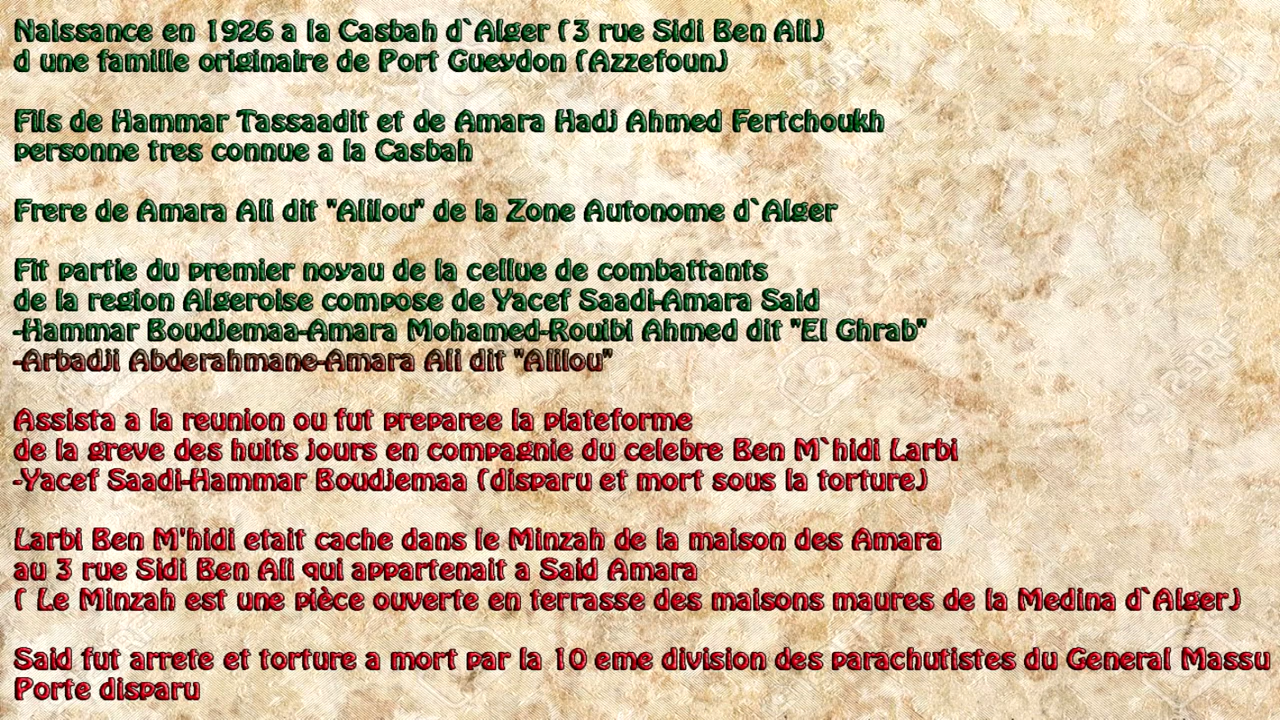 Naissance en 1926 a la Casbah d`Alger (3 rue Sidi Ben Ali)
d une famille originaire de Port Gueydon (Azzefoun)
Fils de Hammar Tassaadit et de Amara Hadj Ahmed Fertchoukh
personne tres connue a la Casbah
Frere de Amara Ali dit "Alilou" de la Zone Autonome d`Alger
Fit partie du premier noyau de la cellue de combattants
de la region Algeroise compose de Yacef Saadi-Amara Said
-Hammar Boudjemaa-Amara Mohamed-Rouibi Ahmed dit "El Ghrab"
-Arbadji Abderahmane-Amara Ali dit "Alilou"
Assista a la reunion ou fut preparee la plateforme
de la greve des huits jours en compagnie du celebre Ben M`hidi Larbi
-Yacef Saadi-Hammar Boudjemaa (disparu et mort sous la torture)
Larbi Ben M'hidi etait cache dans le Minzah de la maison des Amara
au 3 rue Sidi Ben Ali qui appartenait a Said Amara
( Le Minzah est une pièce ouverte en terrasse des maisons maures de la Medina d`Alger)
Said fut arrete et torture a mort par la 10 eme division des parachutistes du General Massu
Porte disparu